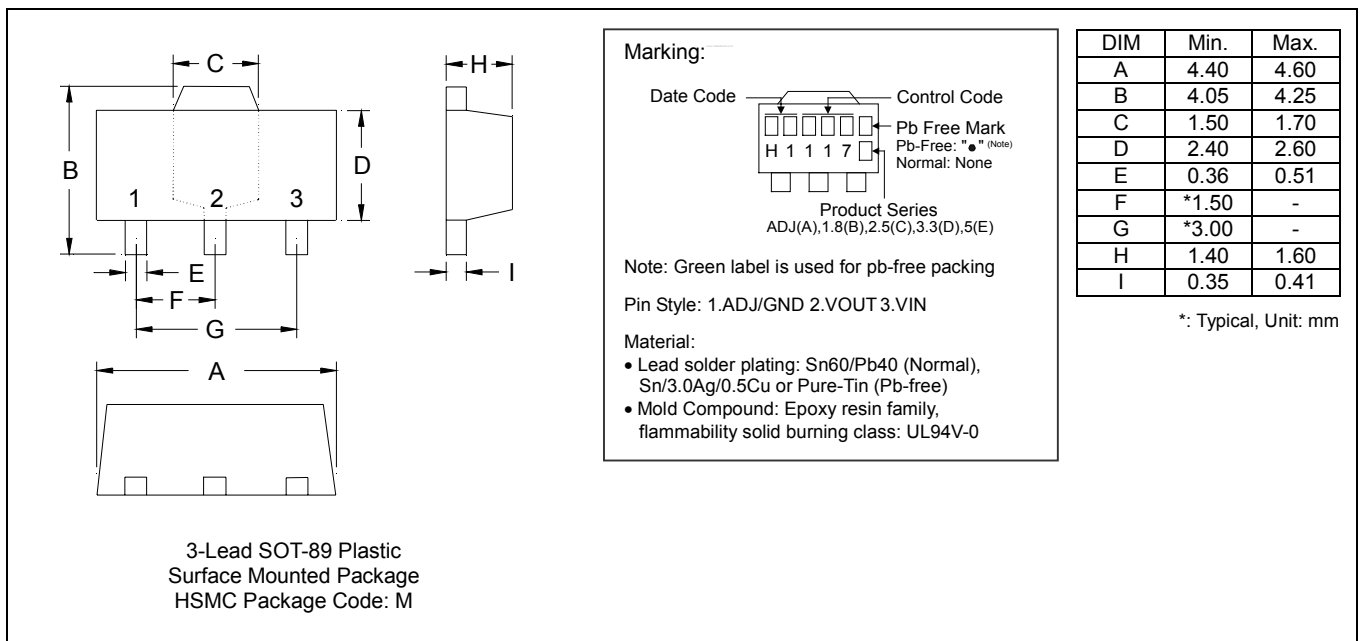 C
H
B
D
1 2 3
E
I
F
G
A
3-Lead SOT-89 Plastic
Surface Mounted Package
HSMC Package Code: M
Marking:
Date Code
Control Code
Pb Free Mark
Pb-Free: "●" (Note)
Normal: None
H 1 1 1 7
Product Series
ADJ(A),1.8(B),2.5(C),3.3(D),5(E)
Note: Green label is used for pb-free packing
Pin Style: 1.ADJ/GND 2.VOUT 3.VIN
Material:
• Lead solder plating: Sn60/Pb40 (Normal),
Sn/3.0Ag/0.5Cu or Pure-Tin (Pb-free)
• Mold Compound: Epoxy resin family,
flammability solid burning class: UL94V-0
DIM Min. Max.
A 4.40 4.60
B 4.05 4.25
C 1.50 1.70
D 2.40 2.60
E 0.36 0.51
F *1.50 -
G *3.00 -
H 1.40 1.60
I 0.35 0.41
*: Typical, Unit: mm